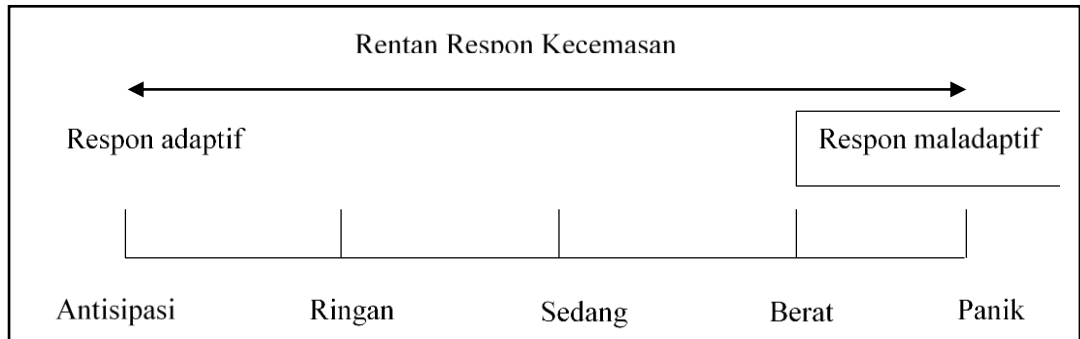 Rentan Respon Kecemasan
Respon adaptif Respon maladaptif
Antisipasi Ringan Sedang Berat Panik